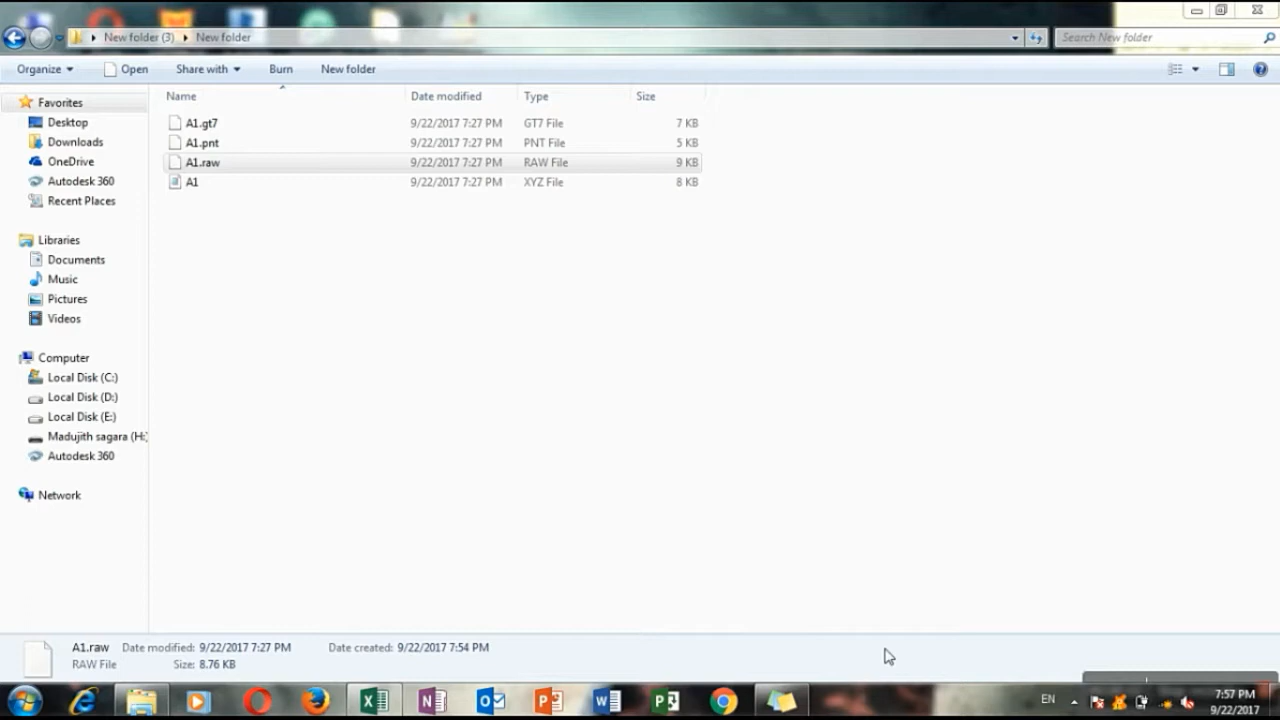 New folder (3) New folder
Search New folder
Organize Open Share with Burn New folder
Name Date modified Type Size
Favorites
Desktop
Downloads
OneDrive
Autodesk 360
Recent Places
Libraries
Documents
Music
Pictures
Videos
Computer
Local Disk (C:)
Local Disk (D:)
Local Disk (E:)
Madujith sagara (H:)
Autodesk 360
Network
A1.gt7 9/22/2017 7:27 PM GT7 File 7 KB
A1.pnt 9/22/2017 7:27 PM PNT File 5 KB
A1.raw 9/22/2017 7:27 PM RAW File 9 KB
A1 9/22/2017 7:27 PM XYZ File 8 KB
A1.raw Date modified: 9/22/2017 7:27 PM Date created: 9/22/2017 7:54 PM
RAW File Size: 8.76 KB
EN
7:57 PM
9/22/2017